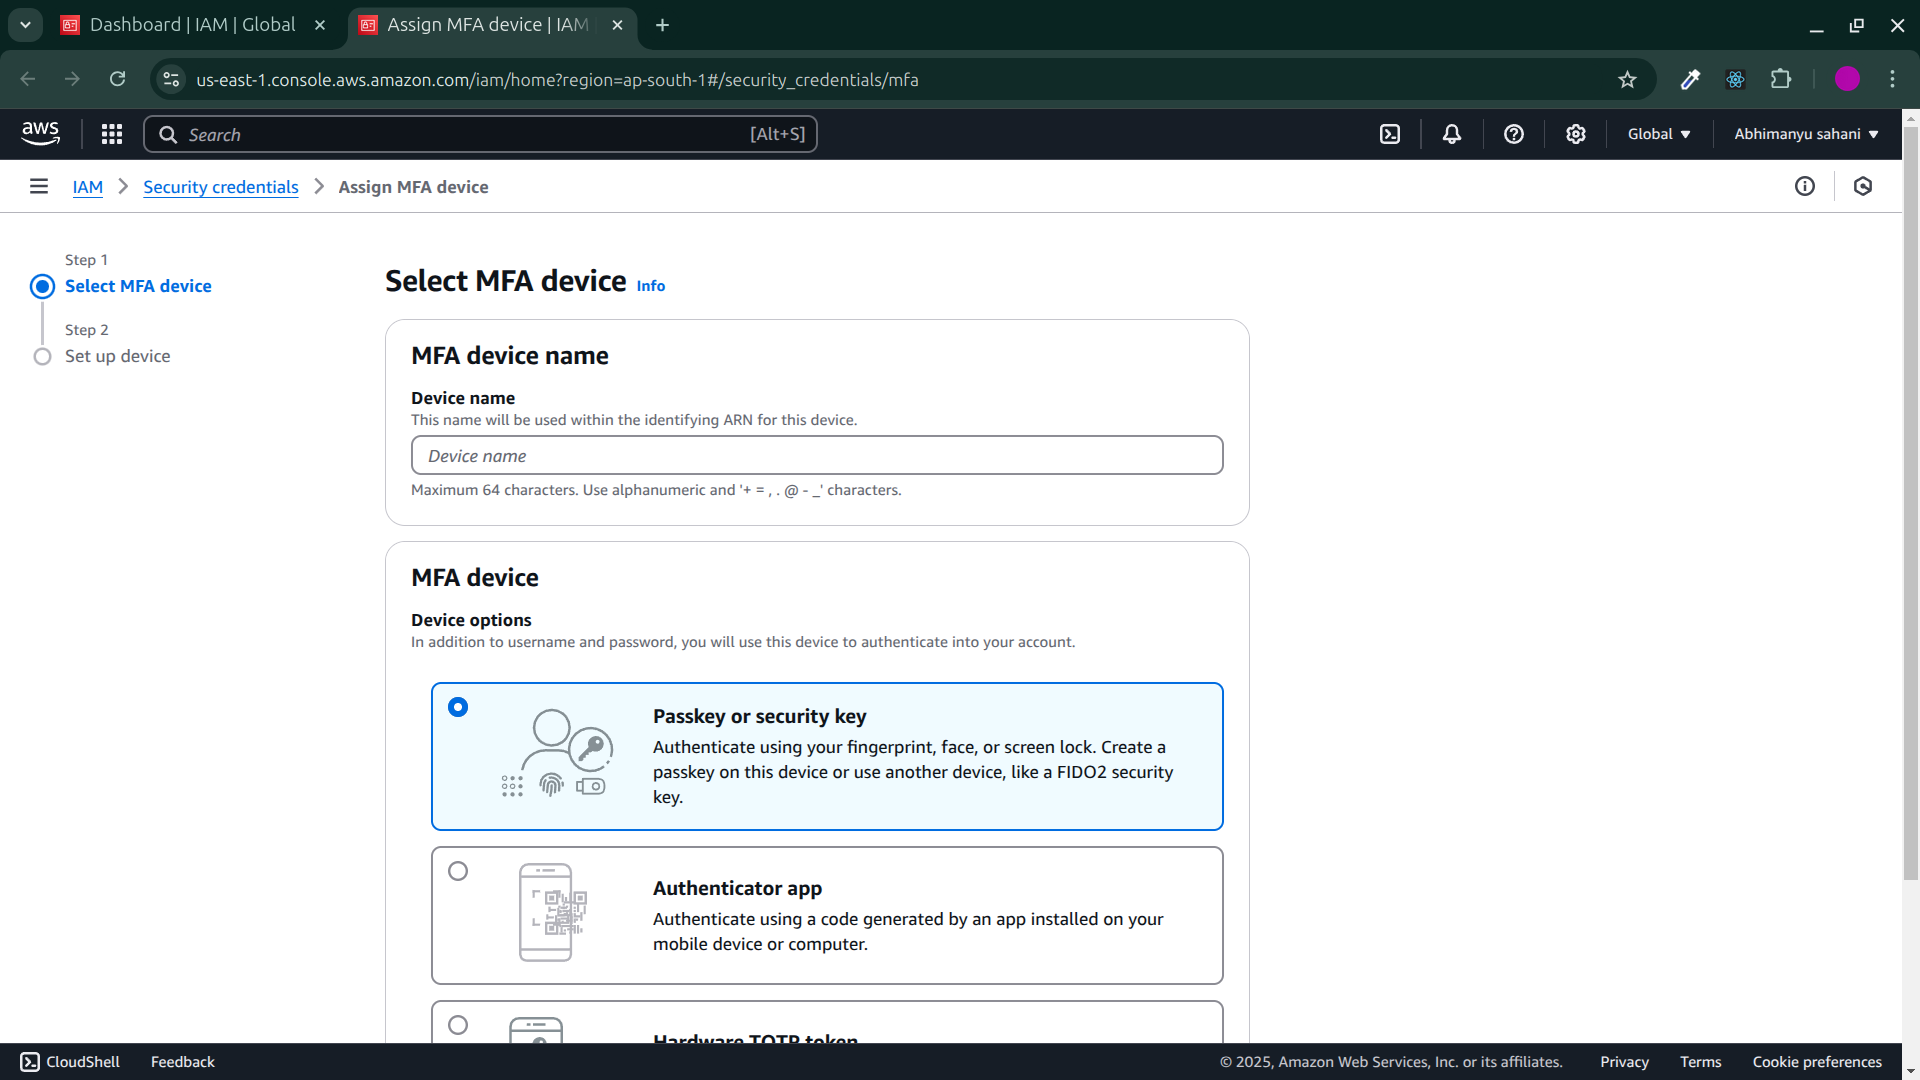 Dashboard | IAM | Global
Assign MFA device | IAM
us-east-1.console.aws.amazon.com/iam/home?region=ap-south-1#/security_credentials/mfa
aws
Search
[Alt+S]
Global
Abhimanyu sahani
IAM
Security credentials
Assign MFA device
Step 1
Select MFA device
Step 2
Set up device
Select MFA device Info
MFA device name
Device name
This name will be used within the identifying ARN for this device.
Device name
Maximum 64 characters. Use alphanumeric and '+ = , . @ - _' characters.
MFA device
Device options
In addition to username and password, you will use this device to authenticate into your account.
Passkey or security key
Authenticate using your fingerprint, face, or screen lock. Create a
passkey on this device or use another device, like a FIDO2 security
key.
Authenticator app
Authenticate using a code generated by an app installed on your
mobile device or computer.
Hardware TOTP token
CloudShell
Feedback
© 2025, Amazon Web Services, Inc. or its affiliates.
Privacy
Terms
Cookie preferences